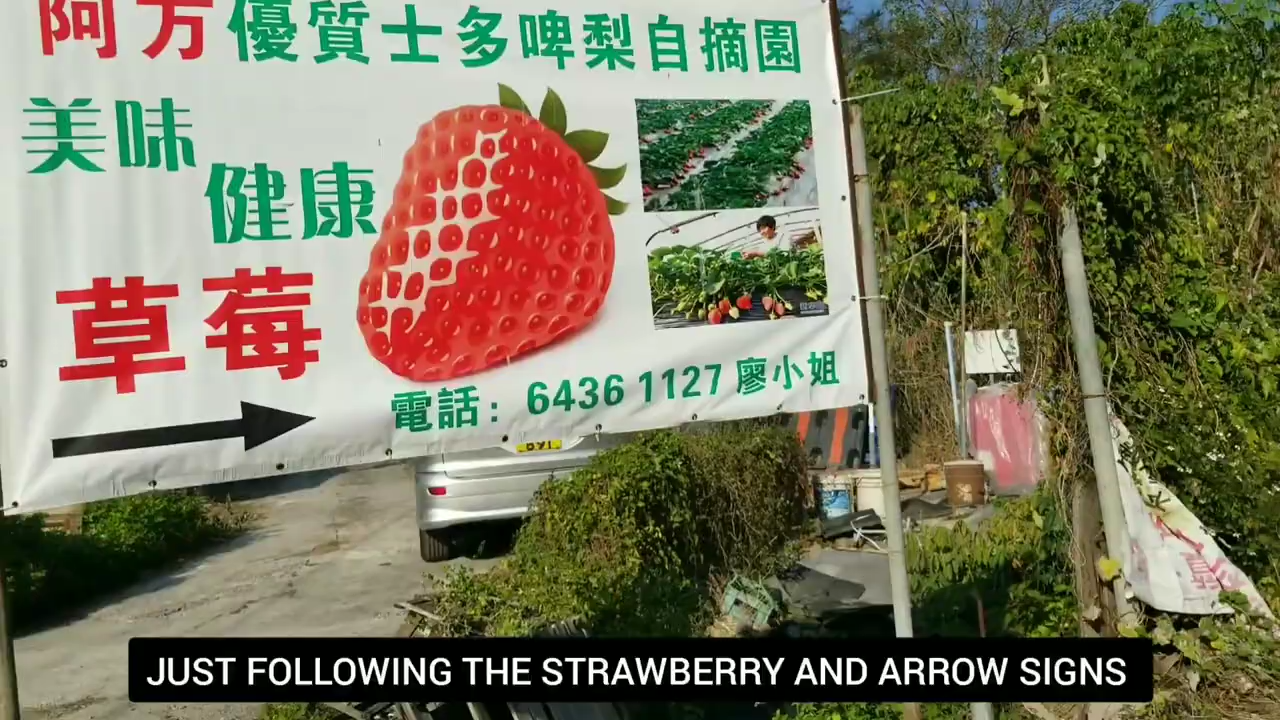 阿方優質士多啤梨自摘園
美味
健康
草莓
電話： 6436 1127 廖小姐
JUST FOLLOWING THE STRAWBERRY AND ARROW SIGNS